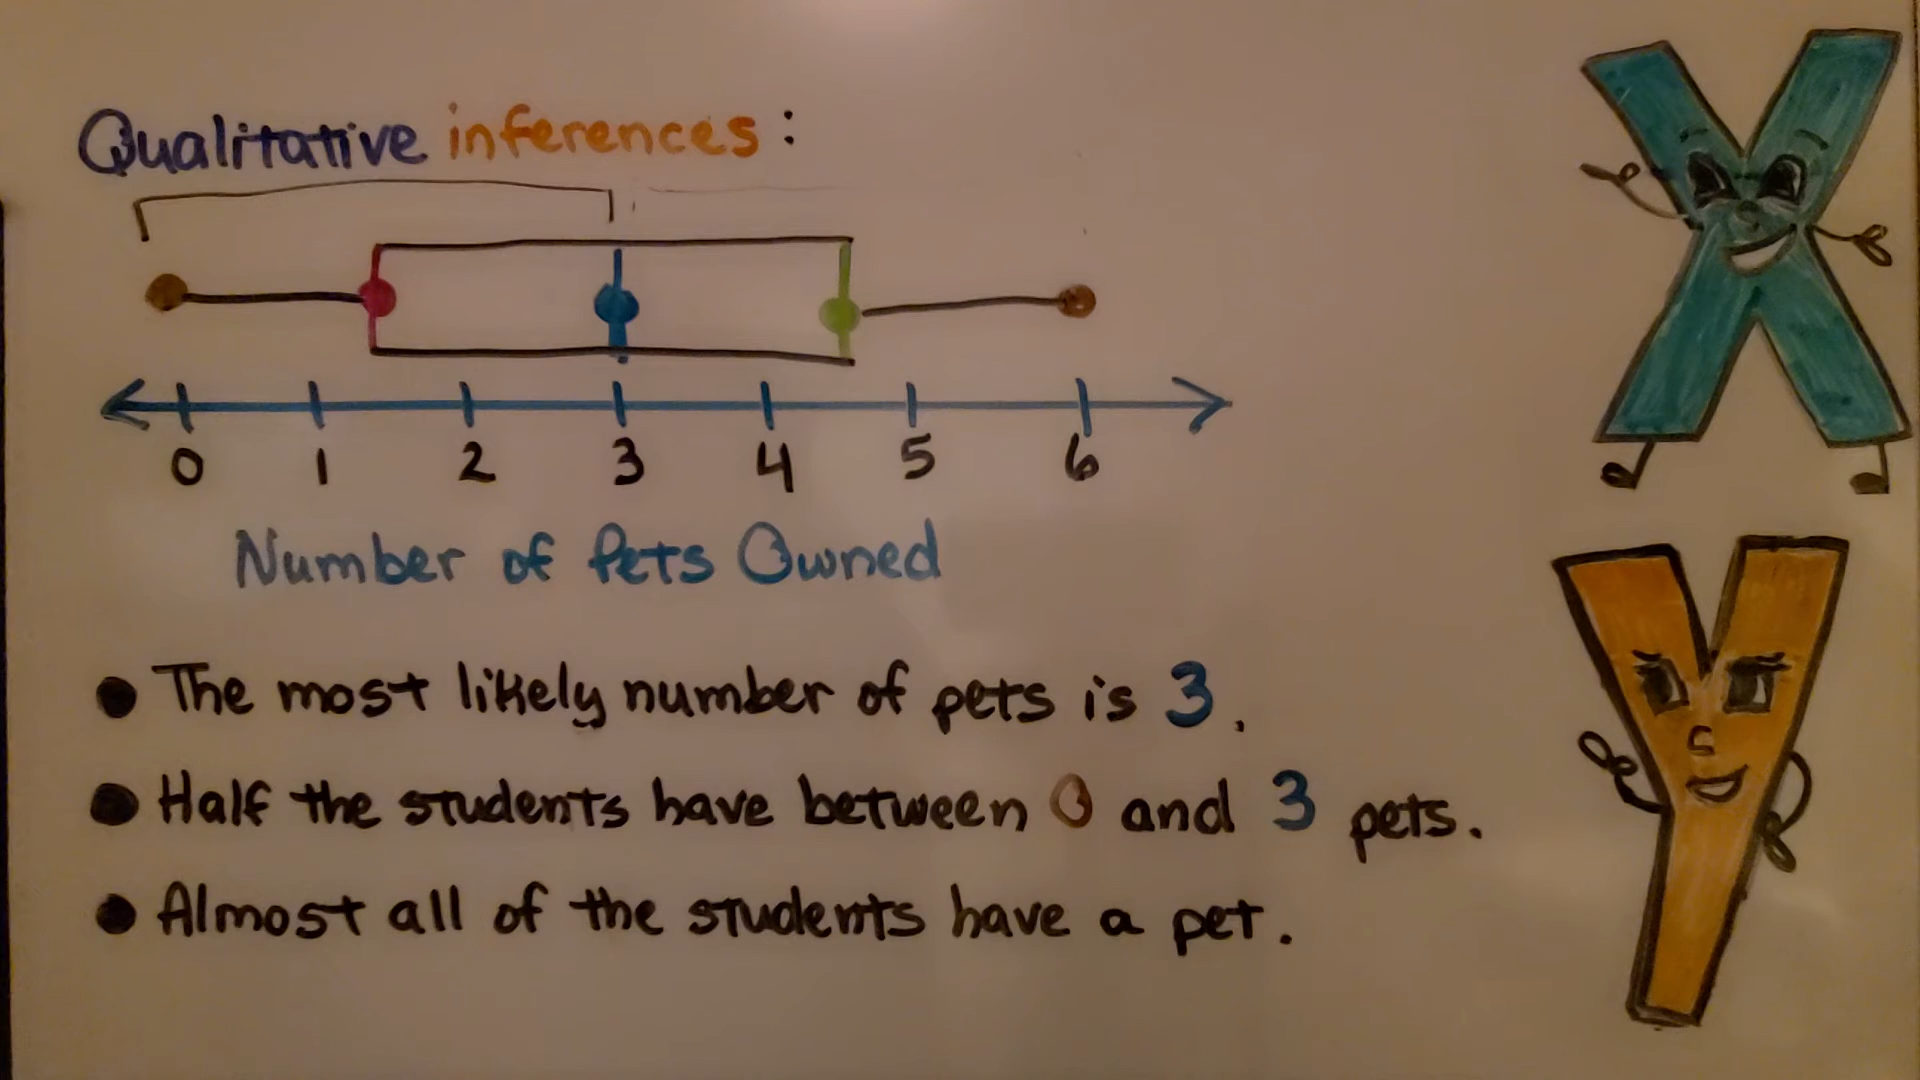 Qualitative inferences:
0 1 2 3 4 5 6
Number of Pets Owned
• The most likely number of pets is 3.
• Half the students have between 0 and 3 pets.
• Almost all of the students have a pet.
X
Y